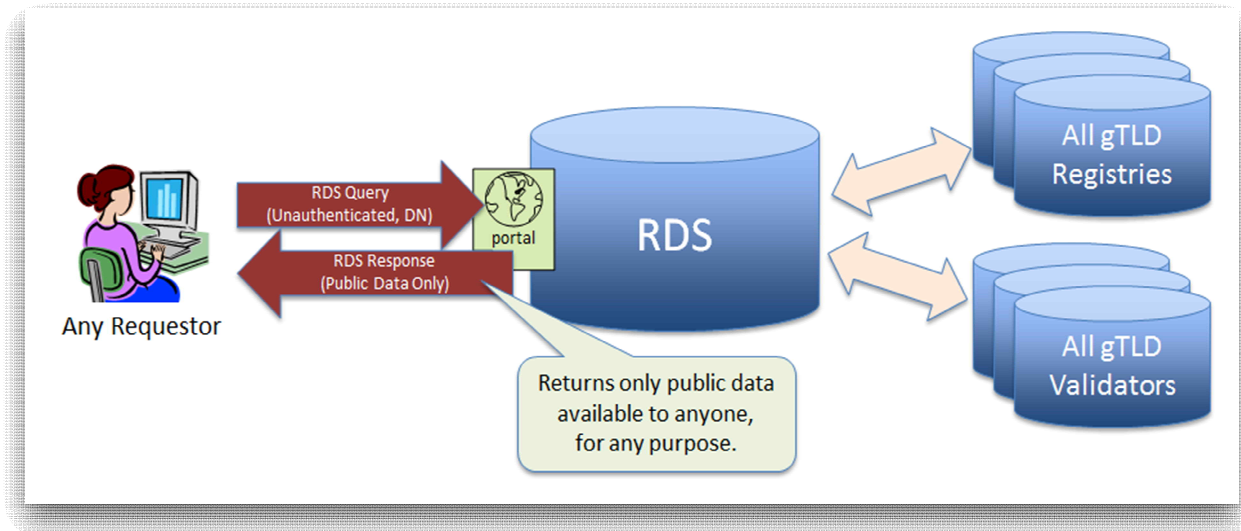 RDS Query
(Unauthenticated, DN)
portal
RDS Response
(Public Data Only)
Any Requestor
RDS
All gTLD
Registries
All gTLD
Validators
Returns only public data
available to anyone,
for any purpose.